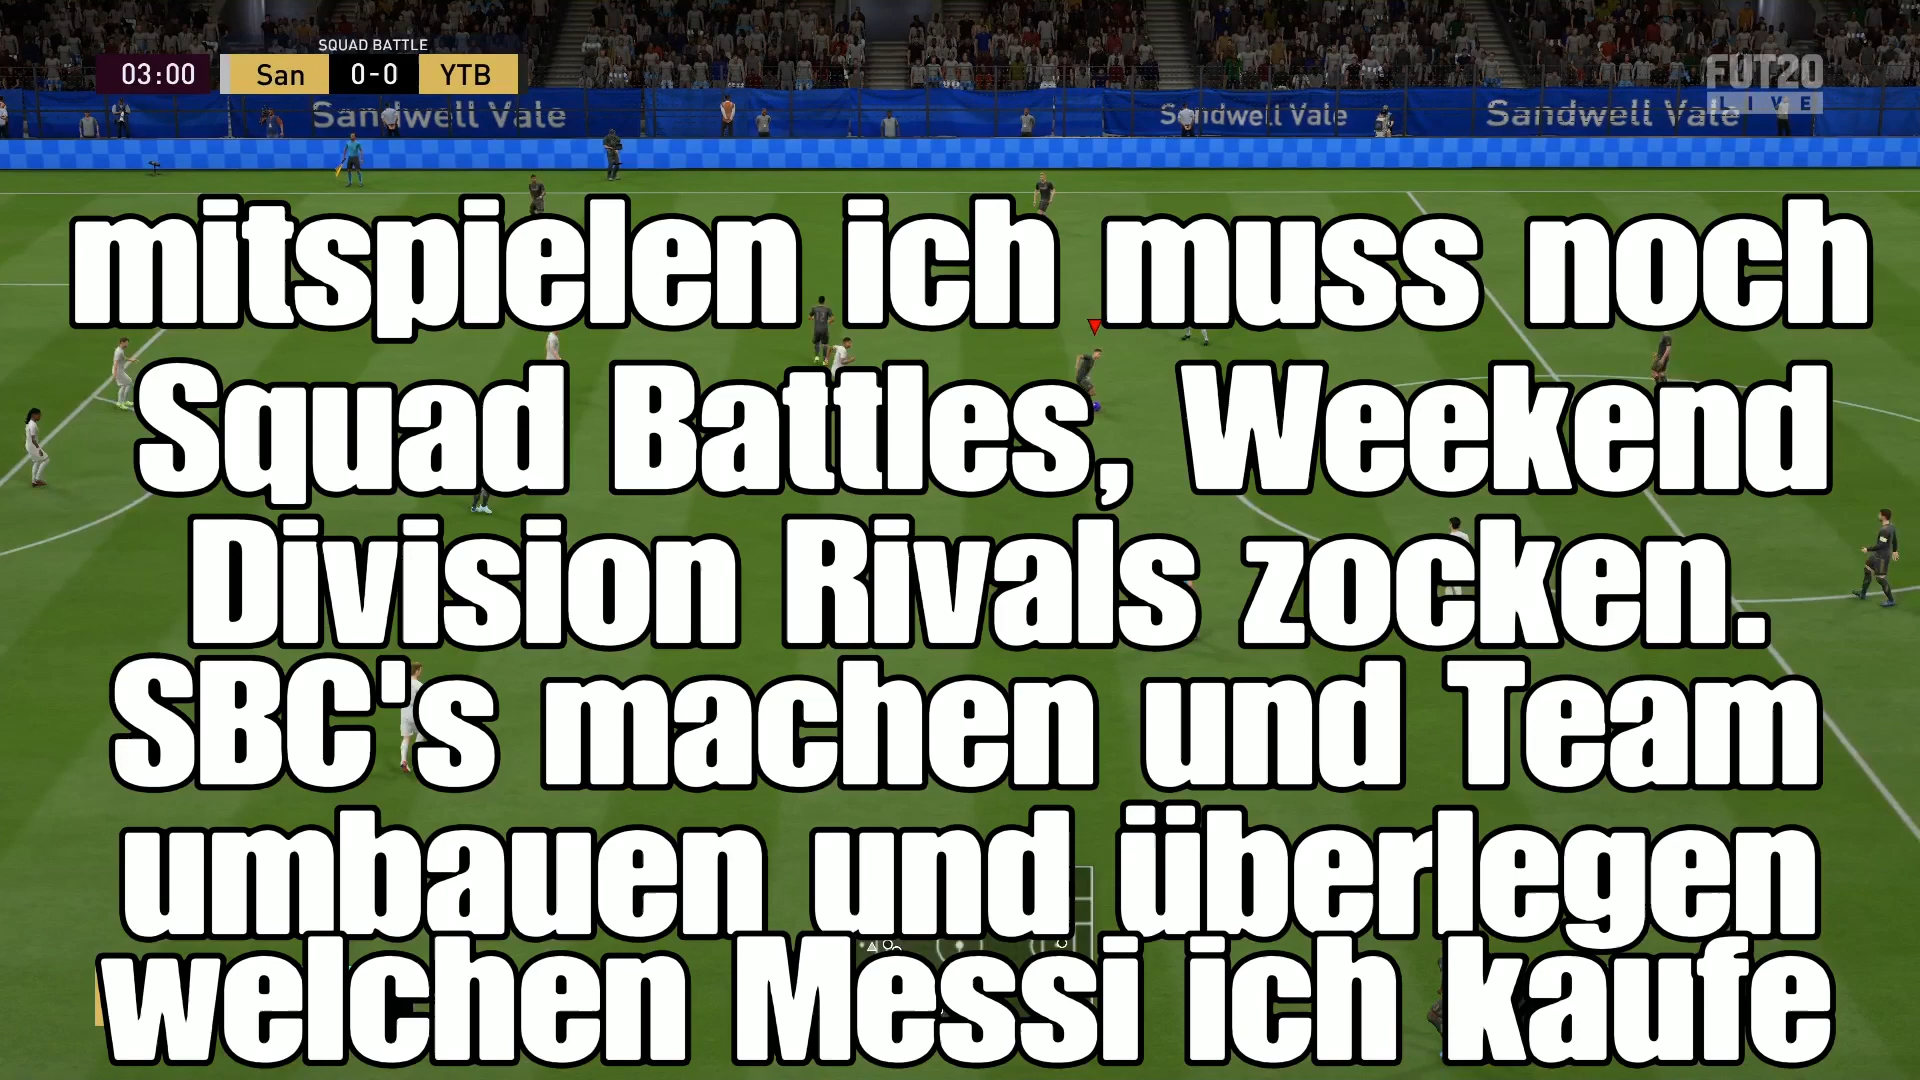 SQUAD BATTLE
03:00 San 0-0 YTB
FUT20
LIVE
Sandwell Vale Sandwell Vale Sandwell Vale
mitspielen ich muss noch
Squad Battles, Weekend
Division Rivals zocken.
SBC's machen und Team
umbauen und überlegen
welchen Messi ich kaufe